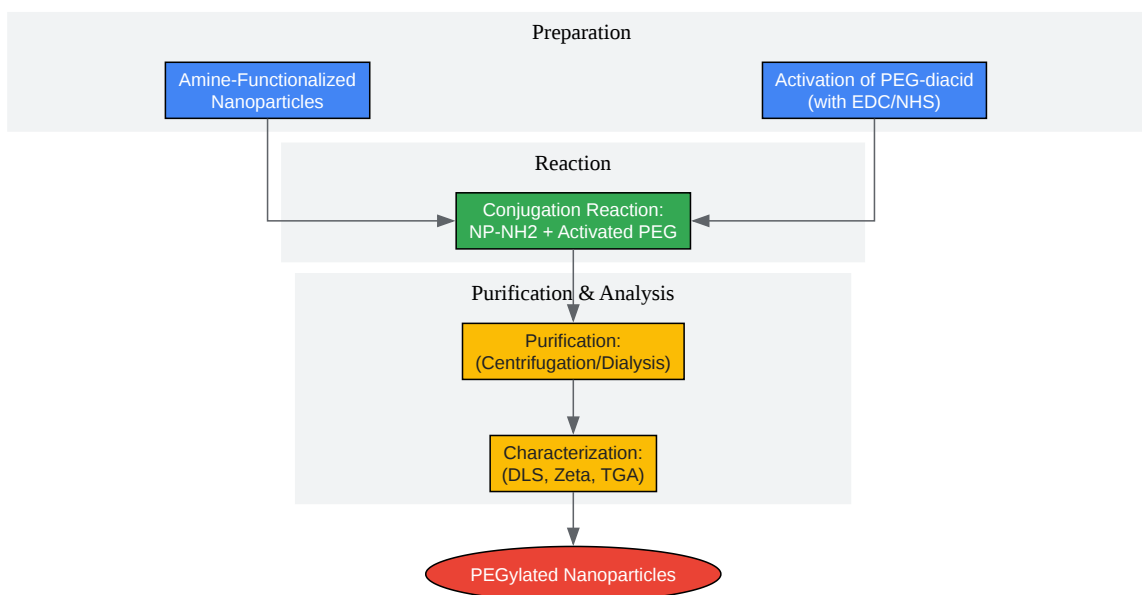 Preparation
Amine-Functionalized
Nanoparticles
Activation of PEG-diacid
(with EDC/NHS)
Reaction
Conjugation Reaction:
NP-NH2 + Activated PEG
Purification & Analysis
Purification:
(Centrifugation/Dialysis)
Characterization:
(DLS, Zeta, TGA)
PEGylated Nanoparticles